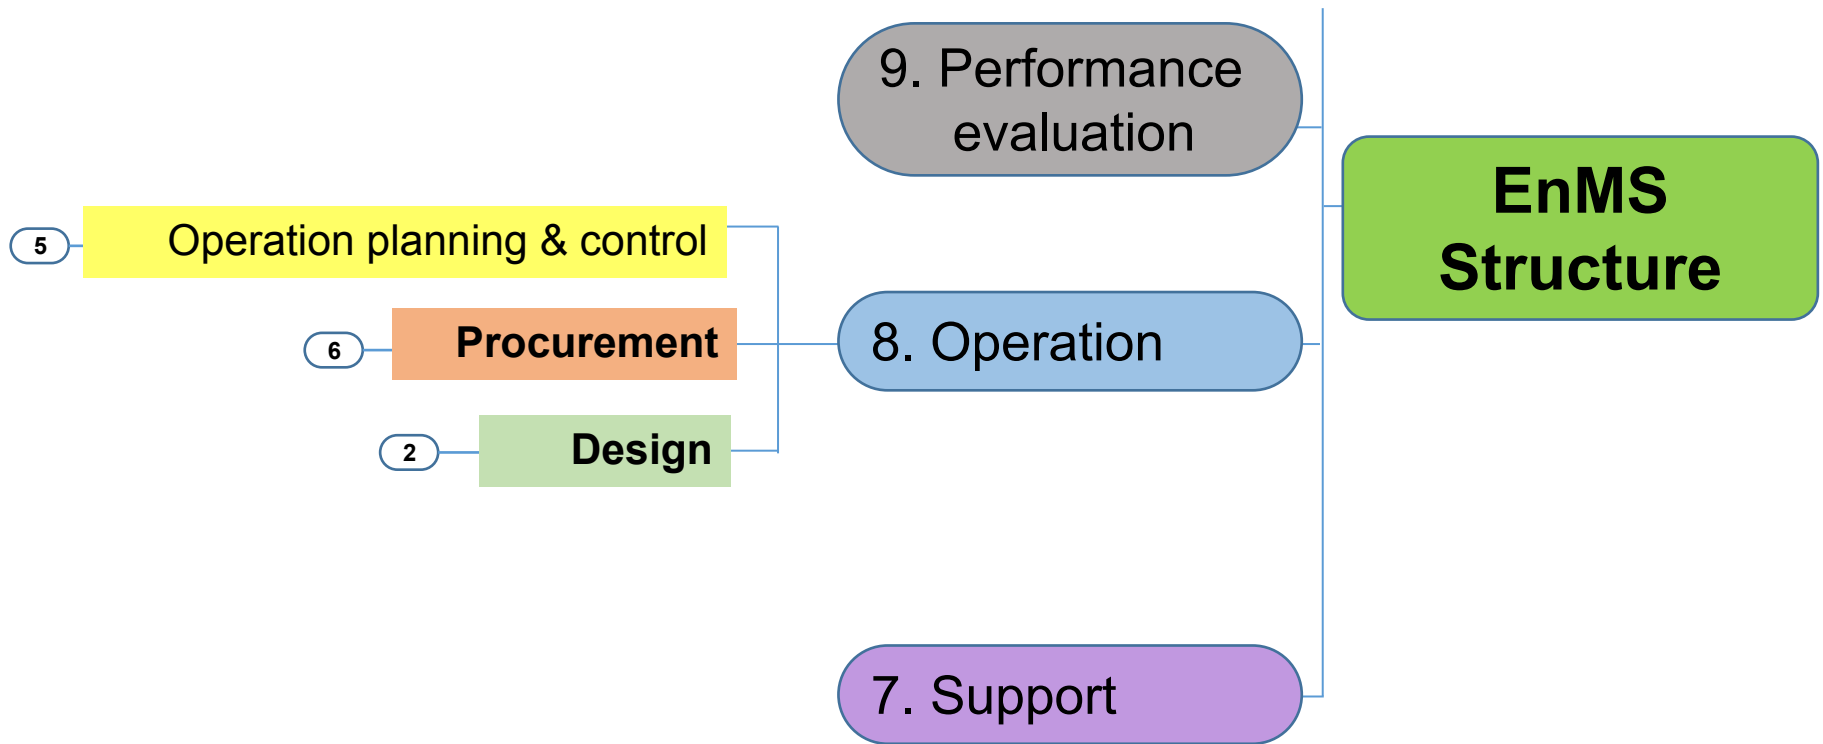 9. Performance
evaluation
EnMS
Structure
5
Operation planning & control
6
Procurement
8. Operation
2
Design
7. Support